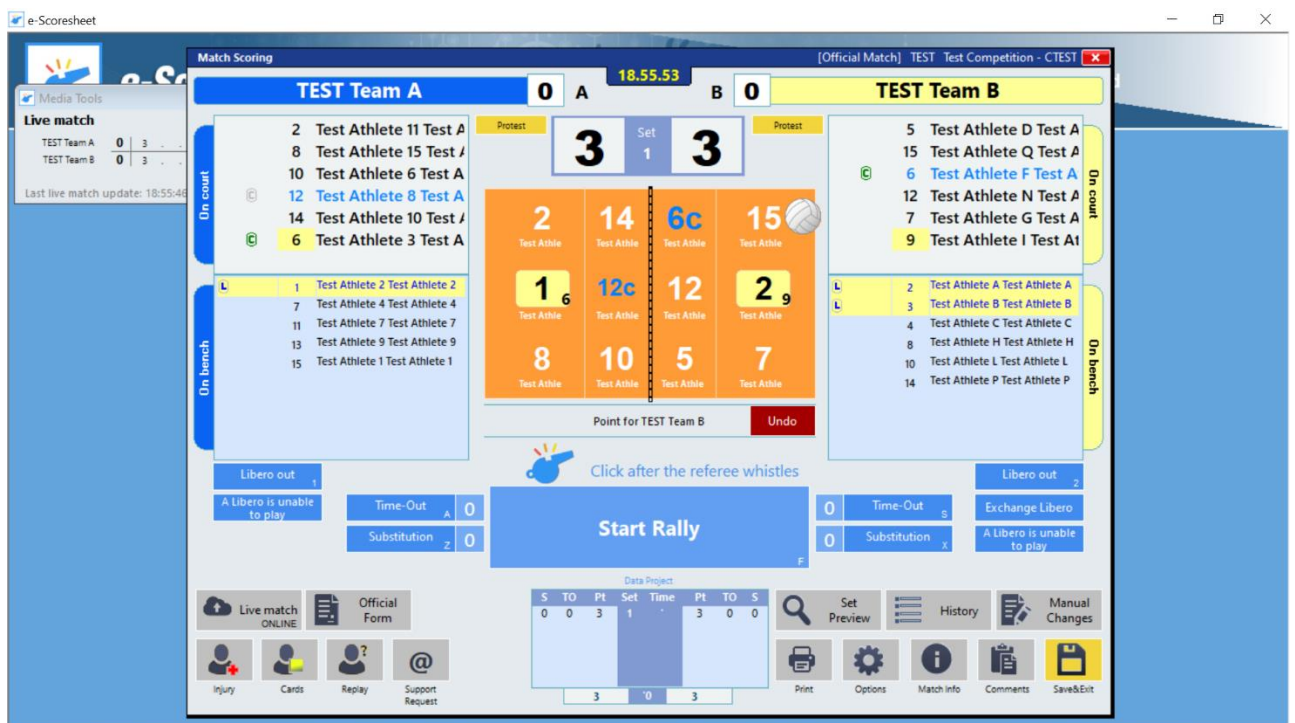 e-Scoresheet
Match Scoring
[Official Match] TEST Test Competition - CTEST
Media Tools
Live match
TEST Team A 0 3 . .
TEST Team B 0 3 . .
Last live match update: 18:55:46
TEST Team A
0 A
18.55.53
B 0
TEST Team B
Protest
3
Set
1
3
Protest
On court
2 Test Athlete 11 Test A
8 Test Athlete 15 Test
10 Test Athlete 6 Test A
C 12 Test Athlete 8 Test A
14 Test Athlete 10 Test
C 6 Test Athlete 3 Test A
On bench
L 1 Test Athlete 2 Test Athlete 2
7 Test Athlete 4 Test Athlete 4
11 Test Athlete 7 Test Athlete 7
13 Test Athlete 9 Test Athlete 9
15 Test Athlete 1 Test Athlete 1
2 14 6c 15
Test Athle Test Athle Test Athle Test Athle
1 6 12c 12 2 9
Test Athle Test Athle Test Athle Test Athle
8 10 5 7
Test Athle Test Athle Test Athle Test Athle
Point for TEST Team B
Undo
On court
5 Test Athlete D Test A
15 Test Athlete Q Test A
C 6 Test Athlete F Test A
12 Test Athlete N Test A
7 Test Athlete G Test A
9 Test Athlete I Test At
On bench
L 2 Test Athlete A Test Athlete A
L 3 Test Athlete B Test Athlete B
4 Test Athlete C Test Athlete C
8 Test Athlete H Test Athlete H
10 Test Athlete L Test Athlete L
14 Test Athlete P Test Athlete P
Click after the referee whistles
Libero out 1
A Libero is unable
to play
Time-Out A 0
Substitution Z 0
Start Rally
F
0 Time-Out S
0 Substitution X
Libero out 2
Exchange Libero
A Libero is unable
to play
Data Project
S TO Pt Set Time Pt TO S
0 0 3 1 ' 3 0 0
3 '0 3
Live match
ONLINE
Official
Form
Set
Preview
History
Manual
Changes
Injury
Cards
?
Replay
@
Support
Request
Print
Options
Match Info
Comments
Save&Exit